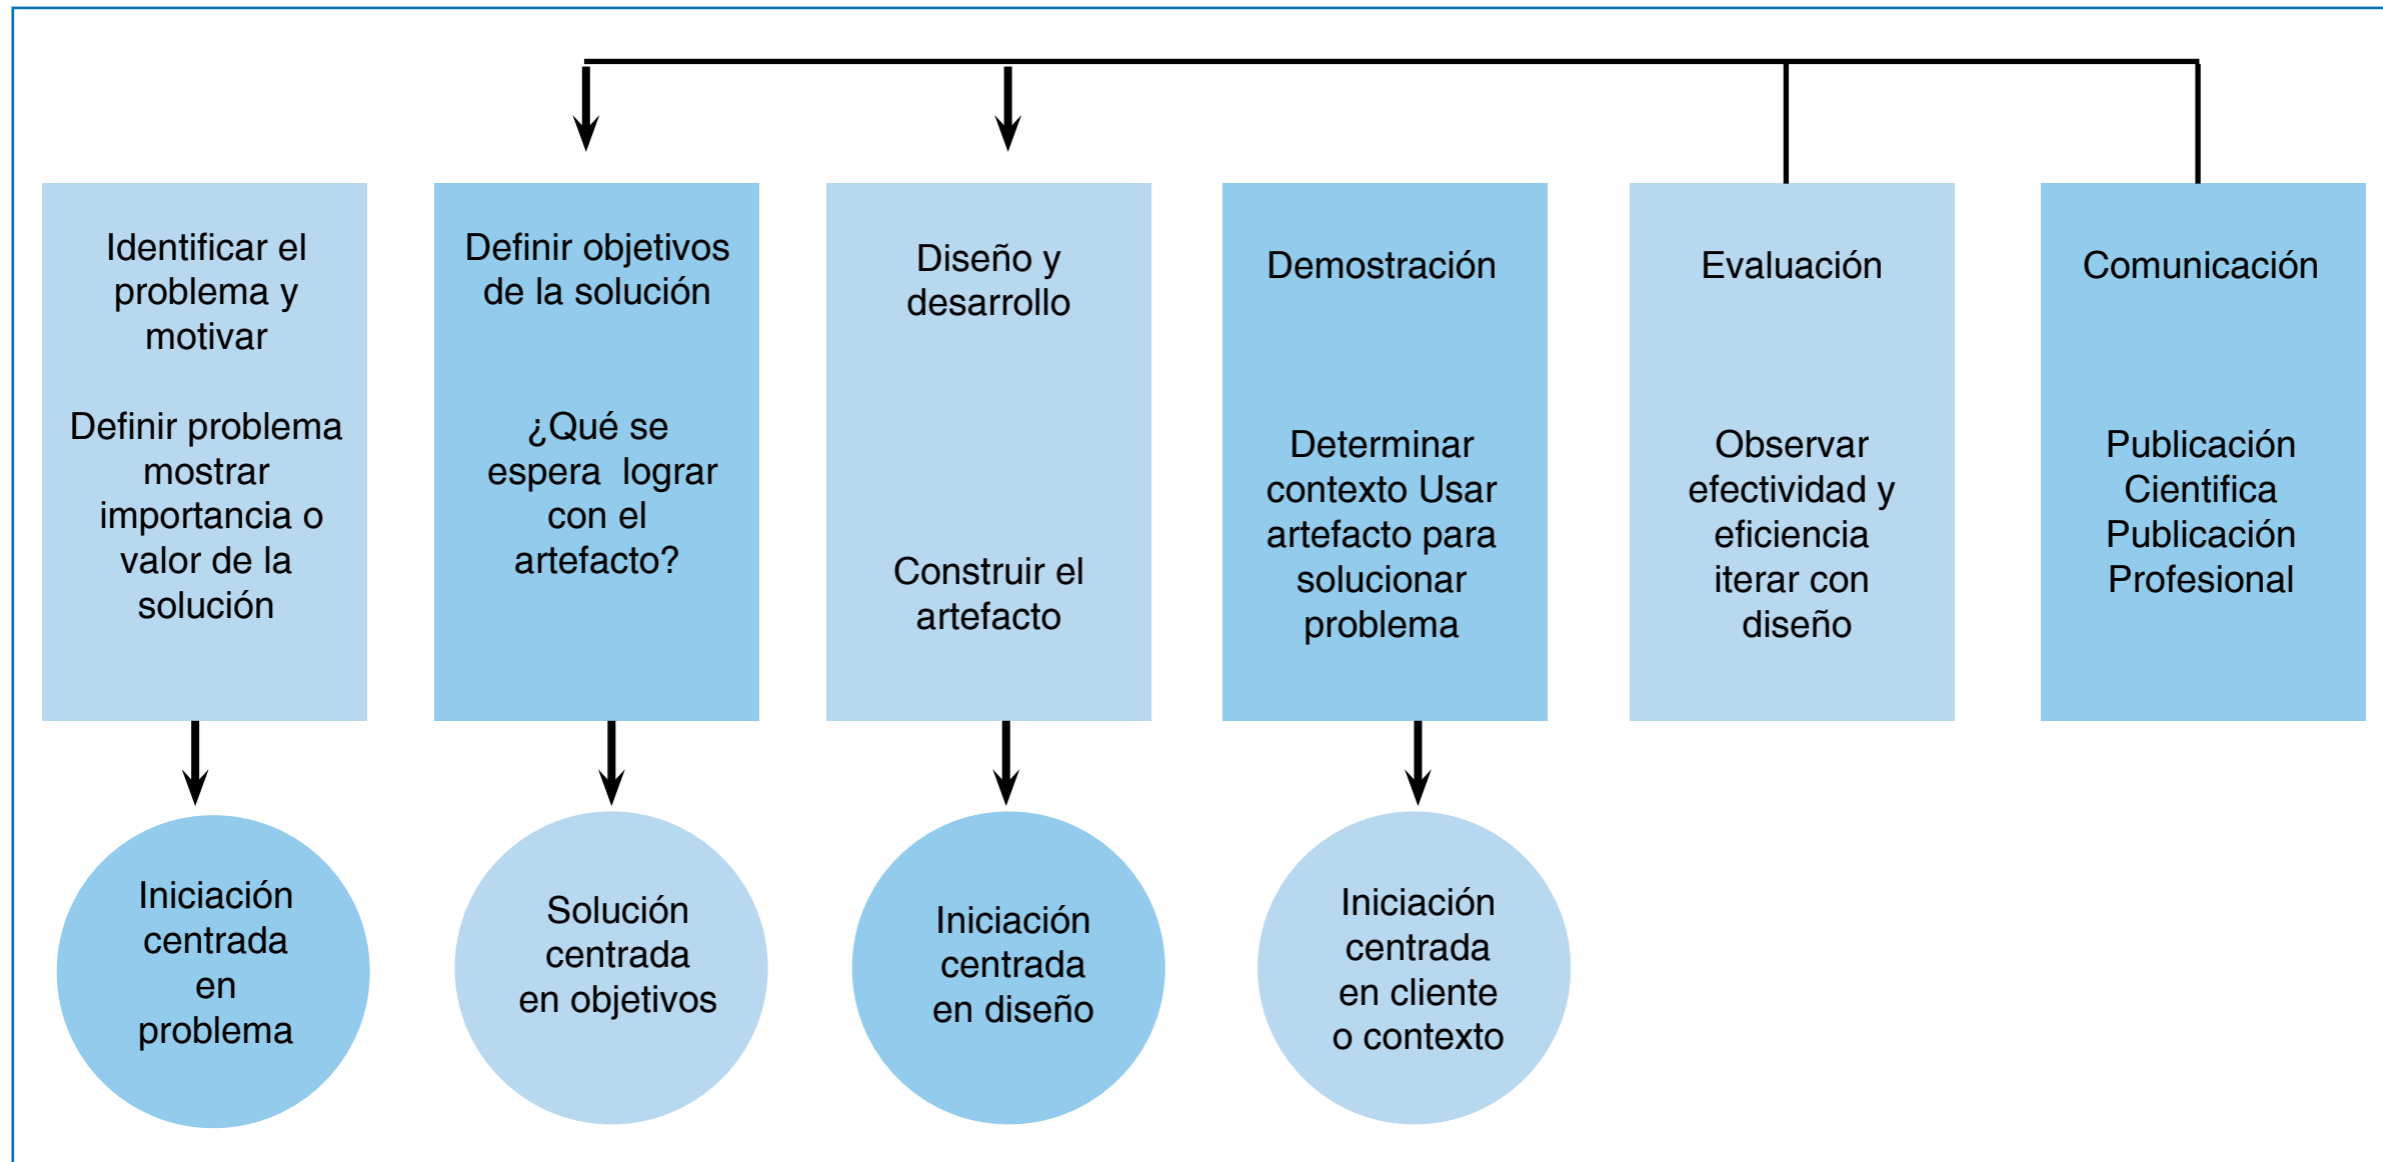 Identificar el
problema y
motivar
Definir problema
mostrar
importancia o
valor de la
solución
Definir objetivos
de la solución
¿Qué se
espera lograr
con el
artefacto?
Diseño y
desarrollo
Construir el
artefacto
Demostración
Determinar
contexto Usar
artefacto para
solucionar
problema
Evaluación
Observar
efectividad y
eficiencia
iterar con
diseño
Comunicación
Publicación
Cientifica
Publicación
Profesional
Iniciación
centrada
en
problema
Solución
centrada
en objetivos
Iniciación
centrada
en diseño
Iniciación
centrada
en cliente
o contexto